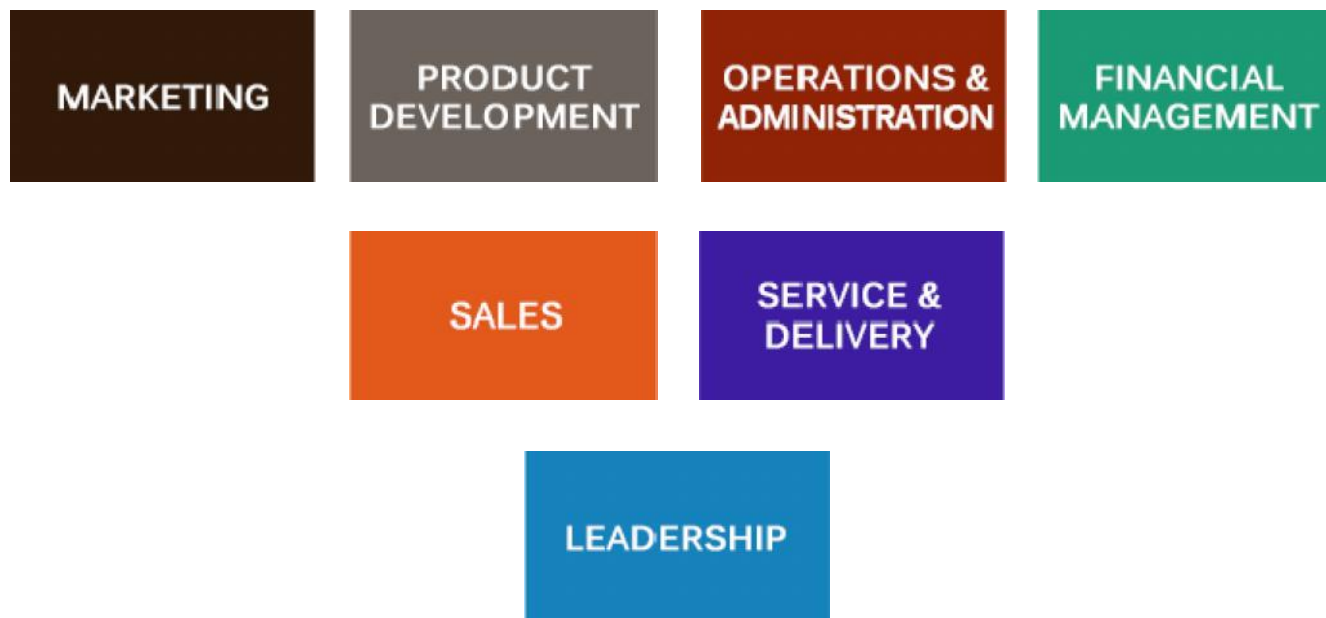 MARKETING
PRODUCT
DEVELOPMENT
OPERATIONS &
ADMINISTRATION
FINANCIAL
MANAGEMENT
SALES
SERVICE &
DELIVERY
LEADERSHIP